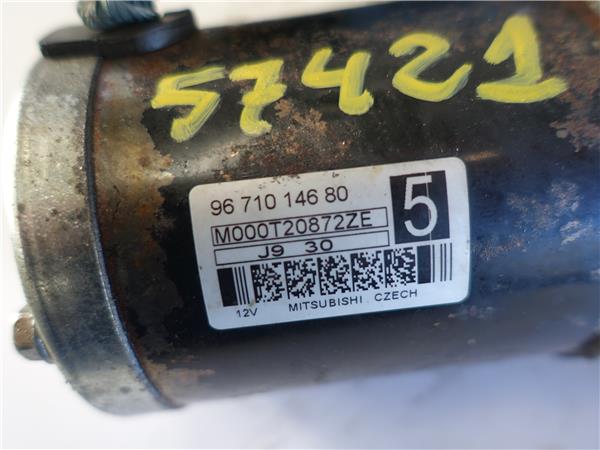 57421
96 710 146 80
M000T20872ZE
5
J9 30
12V MITSUBISHI CZECH